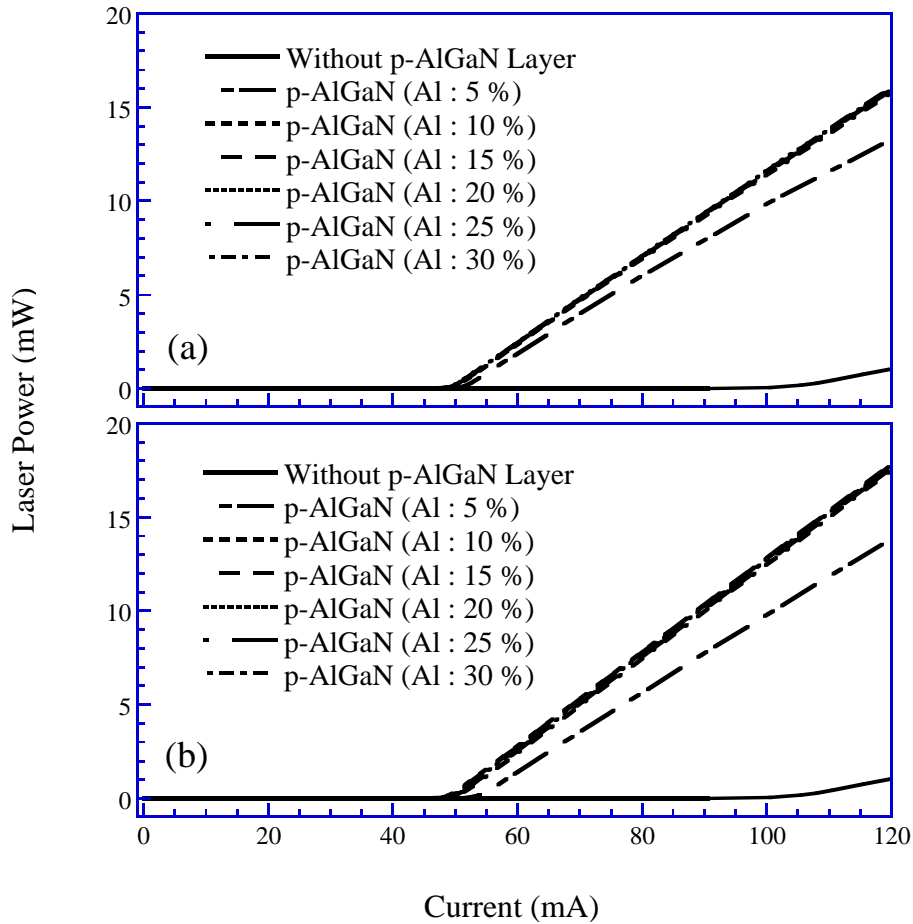 20
15
10
5
0
Without p-AlGaN Layer
p-AlGaN (Al : 5 %)
p-AlGaN (Al : 10 %)
p-AlGaN (Al : 15 %)
p-AlGaN (Al : 20 %)
p-AlGaN (Al : 25 %)
p-AlGaN (Al : 30 %)
(a)
Laser Power (mW)
20
15
10
5
0
Without p-AlGaN Layer
p-AlGaN (Al : 5 %)
p-AlGaN (Al : 10 %)
p-AlGaN (Al : 15 %)
p-AlGaN (Al : 20 %)
p-AlGaN (Al : 25 %)
p-AlGaN (Al : 30 %)
(b)
0 20 40 60 80 100 120
Current (mA)